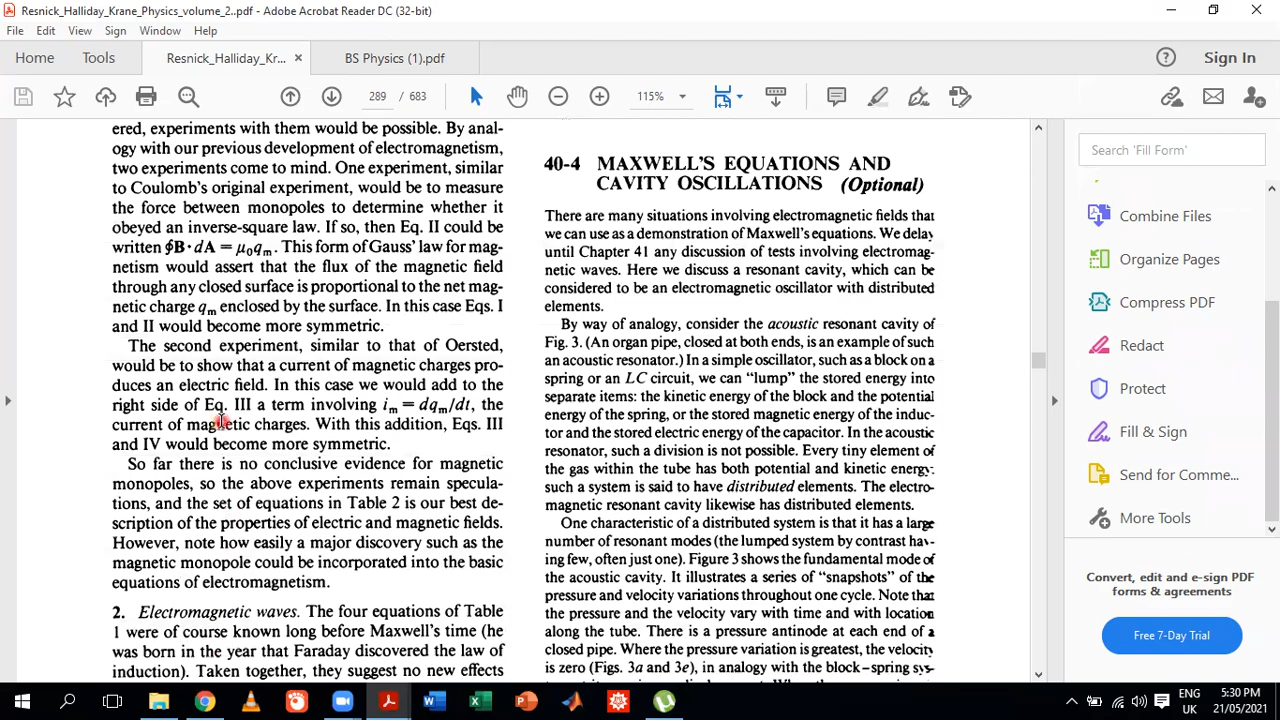 Resnick_Halliday_Krane_Physics_volume_2..pdf - Adobe Acrobat Reader DC (32-bit)
File Edit View Sign Window Help
Home Tools Resnick_Halliday_Kr... × BS Physics (1).pdf Sign In
289 / 683 115%
ered, experiments with them would be possible. By anal-
ogy with our previous development of electromagnetism,
two experiments come to mind. One experiment, similar
to Coulomb's original experiment, would be to measure
the force between monopoles to determine whether it
obeyed an inverse-square law. If so, then Eq. II could be
written ∮B · dA = μ₀qₘ. This form of Gauss' law for mag-
netism would assert that the flux of the magnetic field
through any closed surface is proportional to the net mag-
netic charge qₘ enclosed by the surface. In this case Eqs. I
and II would become more symmetric.
The second experiment, similar to that of Oersted,
would be to show that a current of magnetic charges pro-
duces an electric field. In this case we would add to the
right side of Eq. III a term involving iₘ = dqₘ/dt, the
current of magnetic charges. With this addition, Eqs. III
and IV would become more symmetric.
So far there is no conclusive evidence for magnetic
monopoles, so the above experiments remain specula-
tions, and the set of equations in Table 2 is our best de-
scription of the properties of electric and magnetic fields.
However, note how easily a major discovery such as the
magnetic monopole could be incorporated into the basic
equations of electromagnetism.
2. Electromagnetic waves. The four equations of Table
1 were of course known long before Maxwell's time (he
was born in the year that Faraday discovered the law of
induction). Taken together, they suggest no new effects
40-4 MAXWELL'S EQUATIONS AND
CAVITY OSCILLATIONS (Optional)
There are many situations involving electromagnetic fields that
we can use as a demonstration of Maxwell's equations. We delay
until Chapter 41 any discussion of tests involving electromag-
netic waves. Here we discuss a resonant cavity, which can be
considered to be an electromagnetic oscillator with distributed
elements.
By way of analogy, consider the acoustic resonant cavity of
Fig. 3. (An organ pipe, closed at both ends, is an example of such
an acoustic resonator.) In a simple oscillator, such as a block on a
spring or an LC circuit, we can "lump" the stored energy into
separate items: the kinetic energy of the block and the potential
energy of the spring, or the stored magnetic energy of the induc-
tor and the stored electric energy of the capacitor. In the acoustic
resonator, such a division is not possible. Every tiny element of
the gas within the tube has both potential and kinetic energy:
such a system is said to have distributed elements. The electro-
magnetic resonant cavity likewise has distributed elements.
One characteristic of a distributed system is that it has a large
number of resonant modes (the lumped system by contrast hav-
ing few, often just one). Figure 3 shows the fundamental mode of
the acoustic cavity. It illustrates a series of "snapshots" of the
pressure and velocity variations throughout one cycle. Note that
the pressure and the velocity vary with time and with location
along the tube. There is a pressure antinode at each end of a
closed pipe. Where the pressure variation is greatest, the velocity
is zero (Figs. 3a and 3e), in analogy with the block-spring sys-
Search 'Fill Form'
Combine Files
Organize Pages
Compress PDF
Redact
Protect
Fill & Sign
Send for Comme...
More Tools
Convert, edit and e-sign PDF
forms & agreements
Free 7-Day Trial
ENG
UK
5:30 PM
21/05/2021